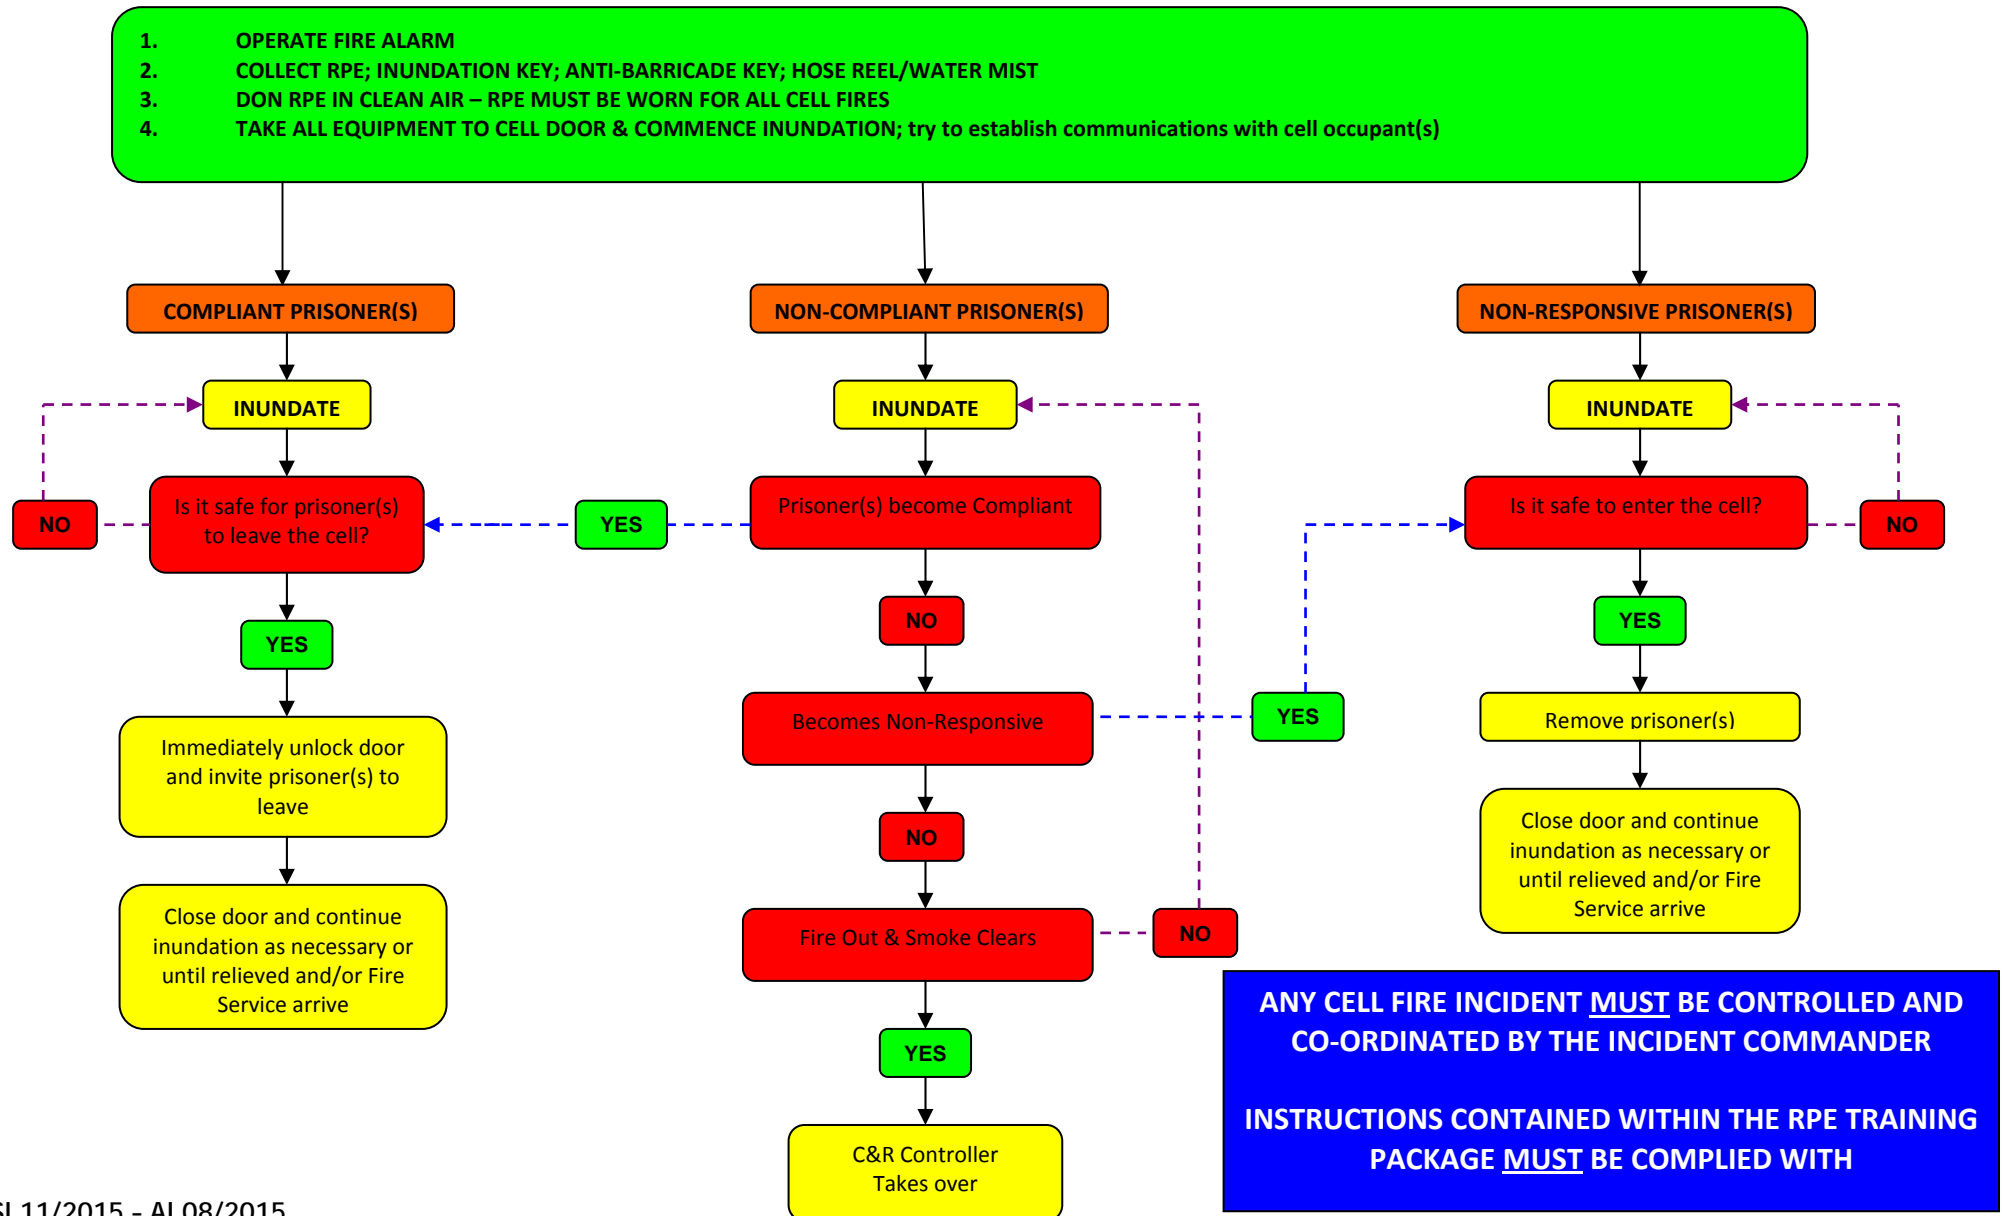 1. OPERATE FIRE ALARM
2. COLLECT RPE; INUNDATION KEY; ANTI-BARRICADE KEY; HOSE REEL/WATER MIST
3. DON RPE IN CLEAN AIR – RPE MUST BE WORN FOR ALL CELL FIRES
4. TAKE ALL EQUIPMENT TO CELL DOOR & COMMENCE INUNDATION; try to establish communications with cell occupant(s)
COMPLIANT PRISONER(S)
INUNDATE
Is it safe for prisoner(s)
to leave the cell?
NO
YES
Immediately unlock door
and invite prisoner(s) to
leave
Close door and continue
inundation as necessary or
until relieved and/or Fire
Service arrive
NON-COMPLIANT PRISONER(S)
INUNDATE
Prisoner(s) become Compliant
YES
NO
Becomes Non-Responsive
YES
NO
Fire Out & Smoke Clears
NO
YES
C&R Controller
Takes over
NON-RESPONSIVE PRISONER(S)
INUNDATE
Is it safe to enter the cell?
NO
YES
Remove prisoner(s)
Close door and continue
inundation as necessary or
until relieved and/or Fire
Service arrive
ANY CELL FIRE INCIDENT MUST BE CONTROLLED AND
CO-ORDINATED BY THE INCIDENT COMMANDER
INSTRUCTIONS CONTAINED WITHIN THE RPE TRAINING
PACKAGE MUST BE COMPLIED WITH
11/2015 - AI 08/2015